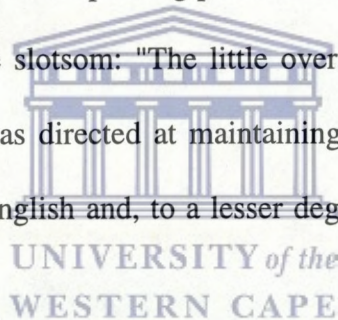 slotsom: "The little over
as directed at maintaining
nglish and, to a lesser deg
UNIVERSITY of the
WESTERN CAPE